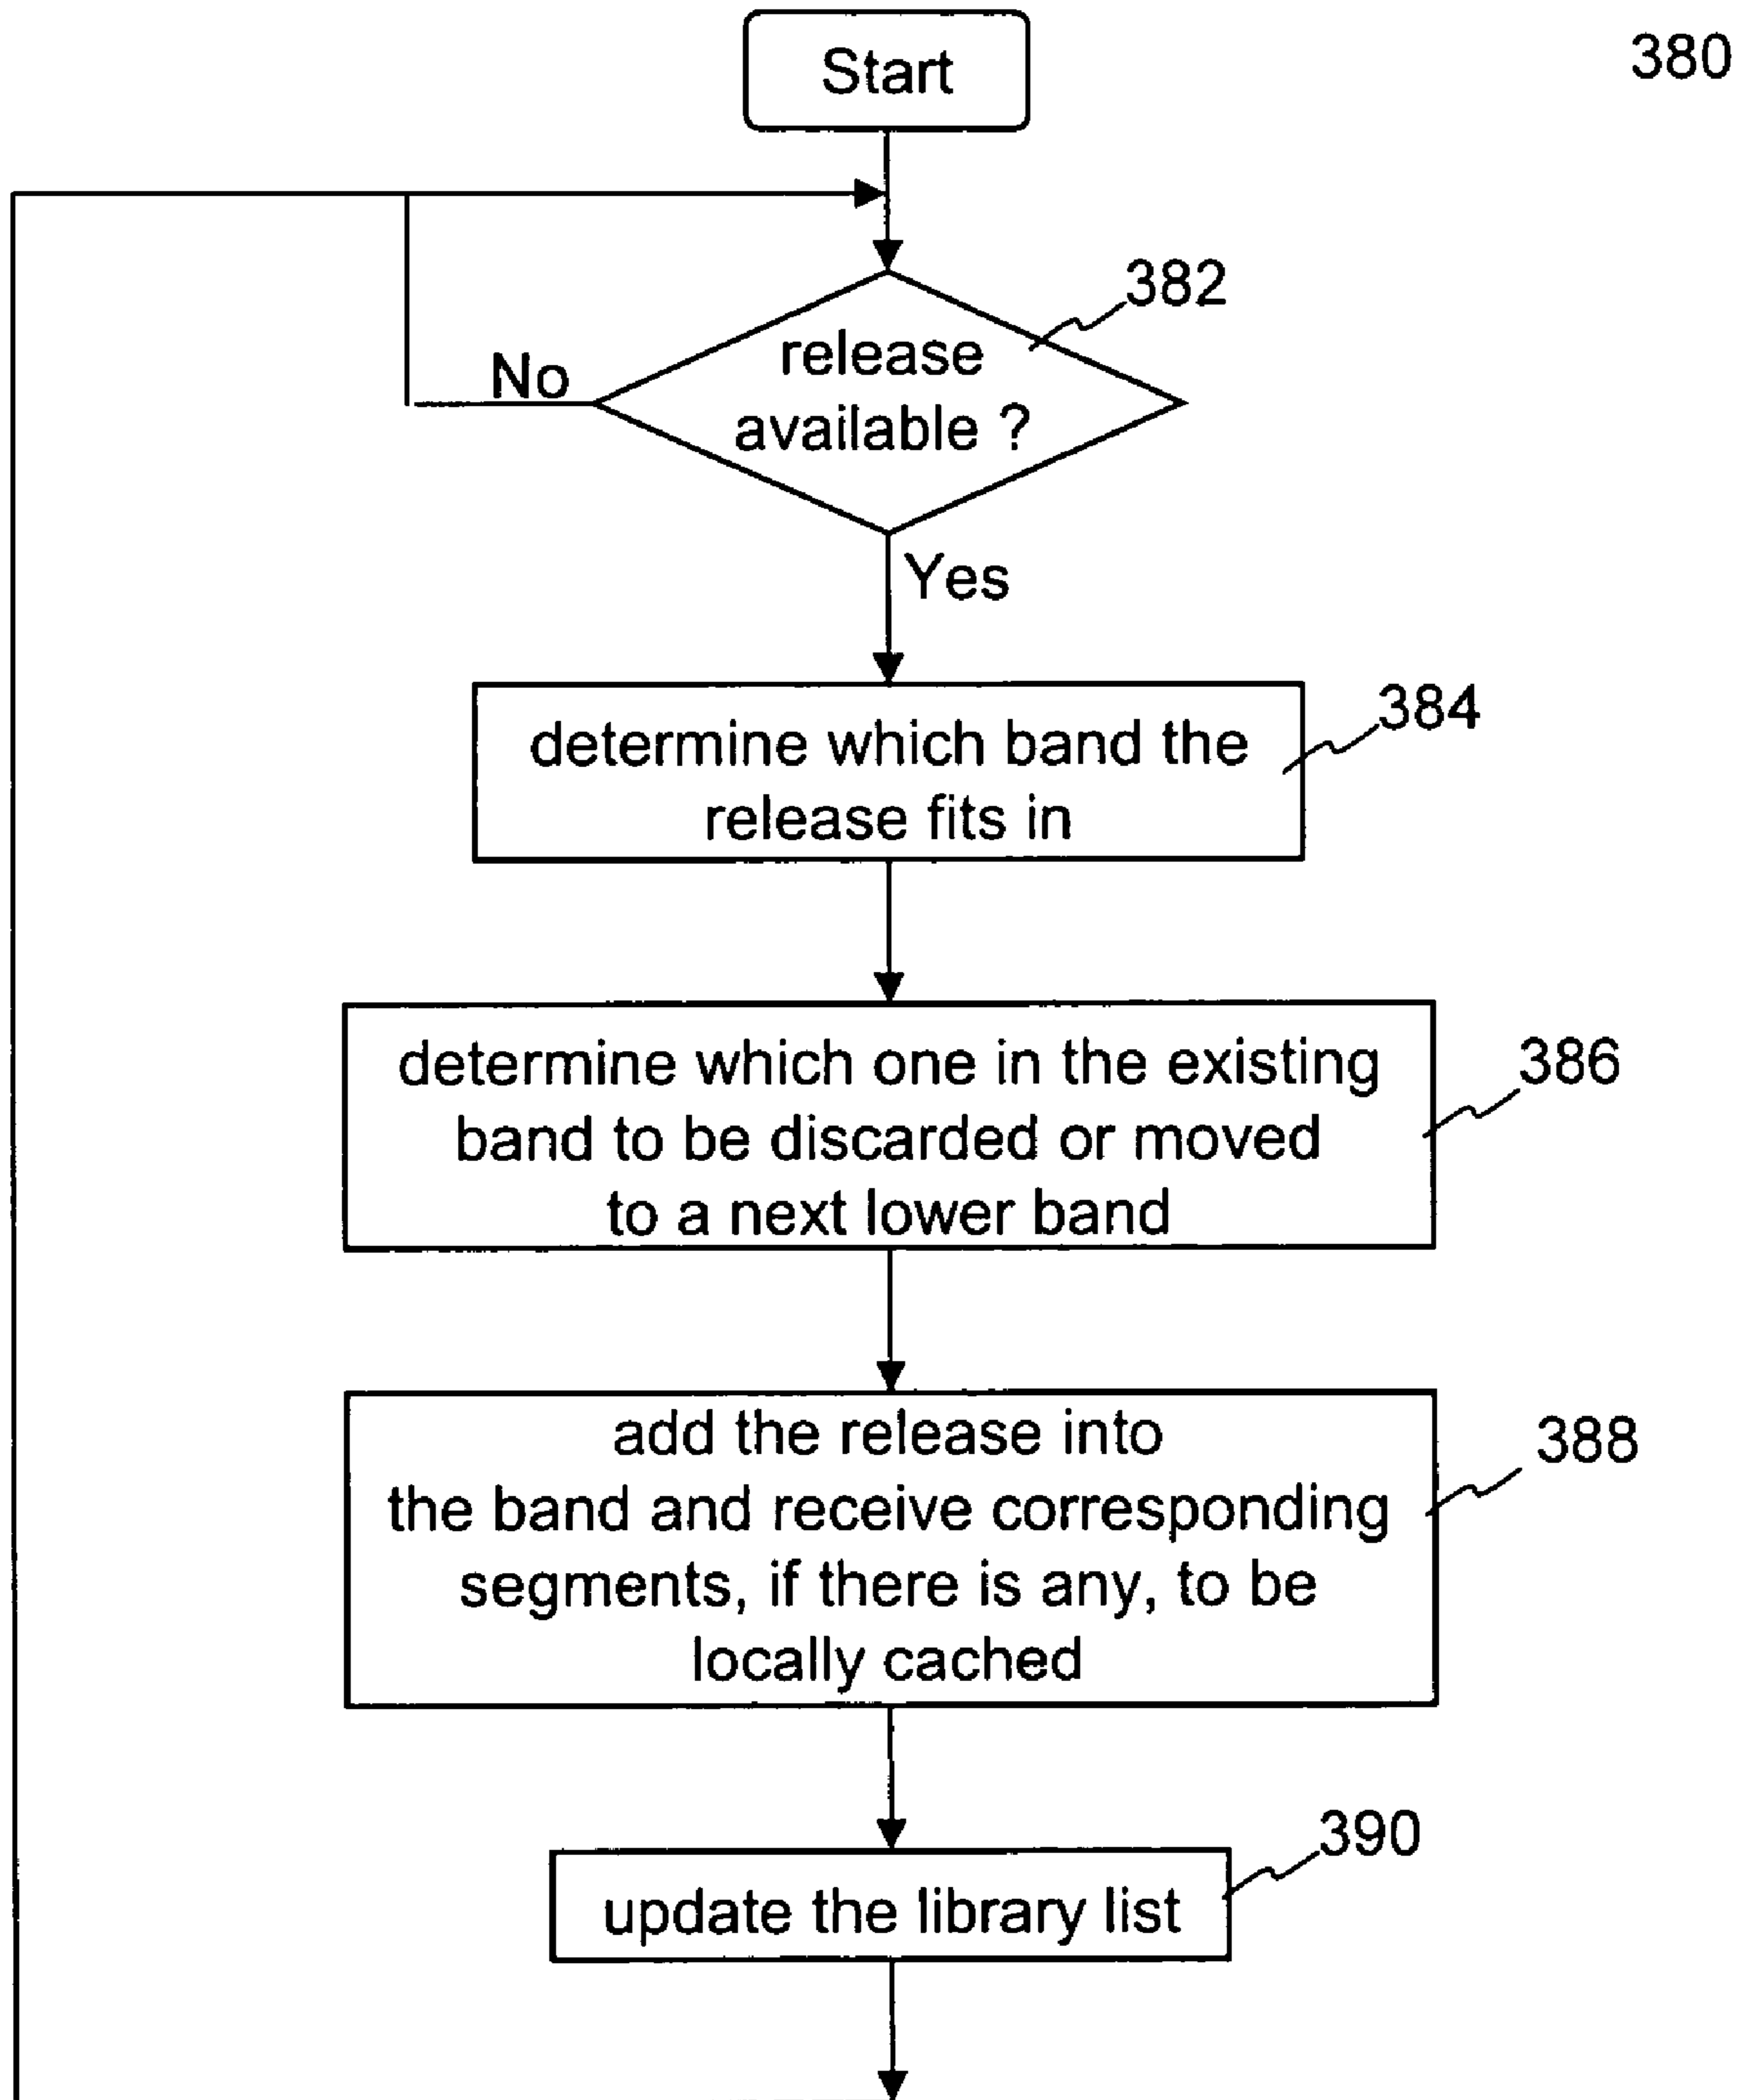 Start
380
382
release
available ?
No
Yes
384
determine which band the
release fits in
386
determine which one in the existing
band to be discarded or moved
to a next lower band
388
add the release into
the band and receive corresponding
segments, if there is any, to be
locally cached
390
update the library list